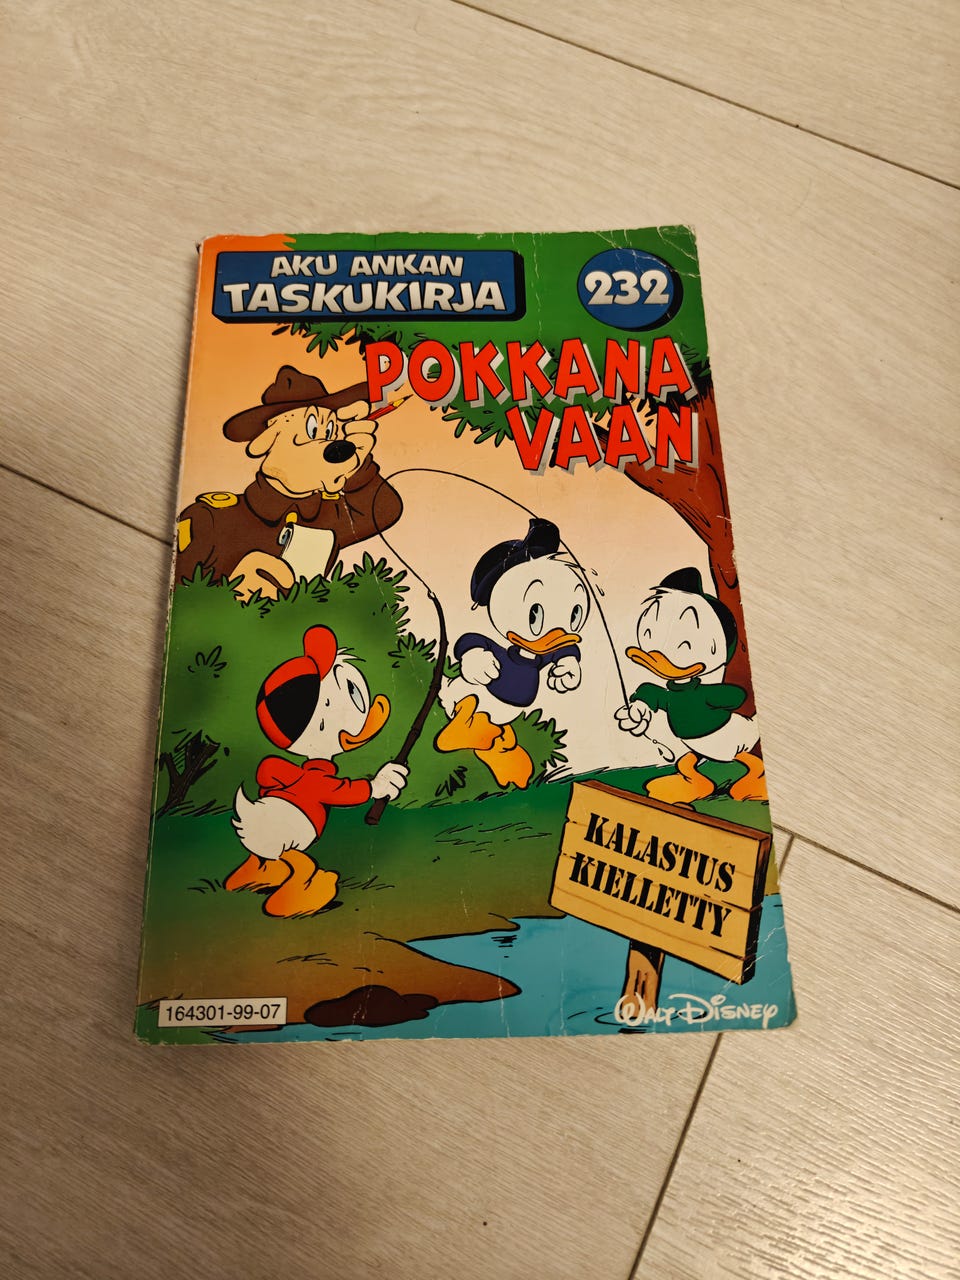 AKU ANKAN
TASKUKIRJA
232
POKKANA
VAAN
KALASTUS
KIELLETTY
164301-99-07
WALT DISNEY